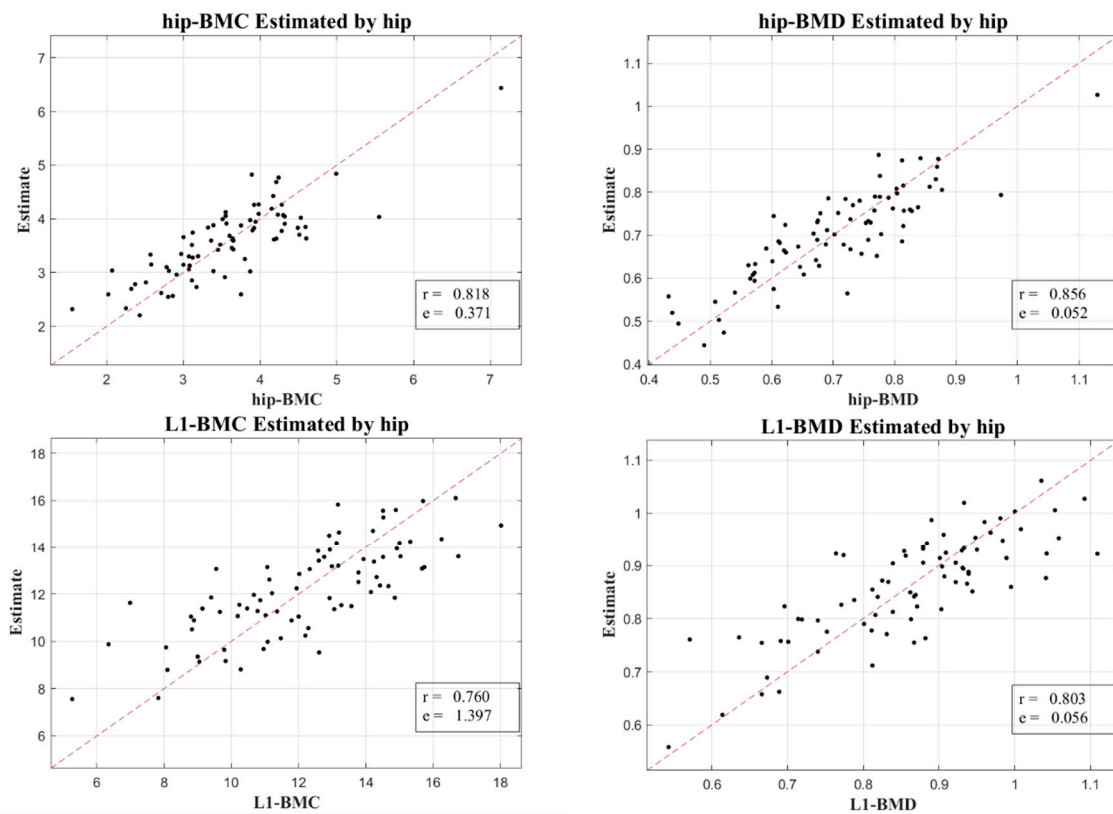 hip-BMC Estimated by hip
7
6
5
4
3
2
Estimate
r = 0.818
e = 0.371
2 3 4 5 6 7
hip-BMC
hip-BMD Estimated by hip
1.1
1
0.9
0.8
0.7
0.6
0.5
0.4
Estimate
r = 0.856
e = 0.052
0.4 0.5 0.6 0.7 0.8 0.9 1 1.1
hip-BMD
L1-BMC Estimated by hip
18
16
14
12
10
8
6
Estimate
r = 0.760
e = 1.397
6 8 10 12 14 16 18
L1-BMC
L1-BMD Estimated by hip
1.1
1
0.9
0.8
0.7
0.6
Estimate
r = 0.803
e = 0.056
0.6 0.7 0.8 0.9 1 1.1
L1-BMD